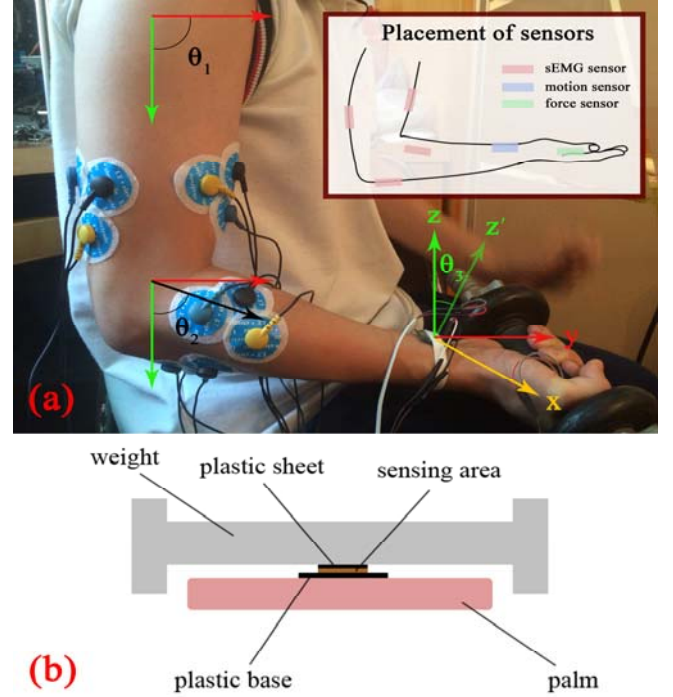 θ1
Placement of sensors
sEMG sensor
motion sensor
force sensor
z
z'
θ3
y
x
θ2
(a)
weight
plastic sheet
sensing area
(b)
plastic base
palm